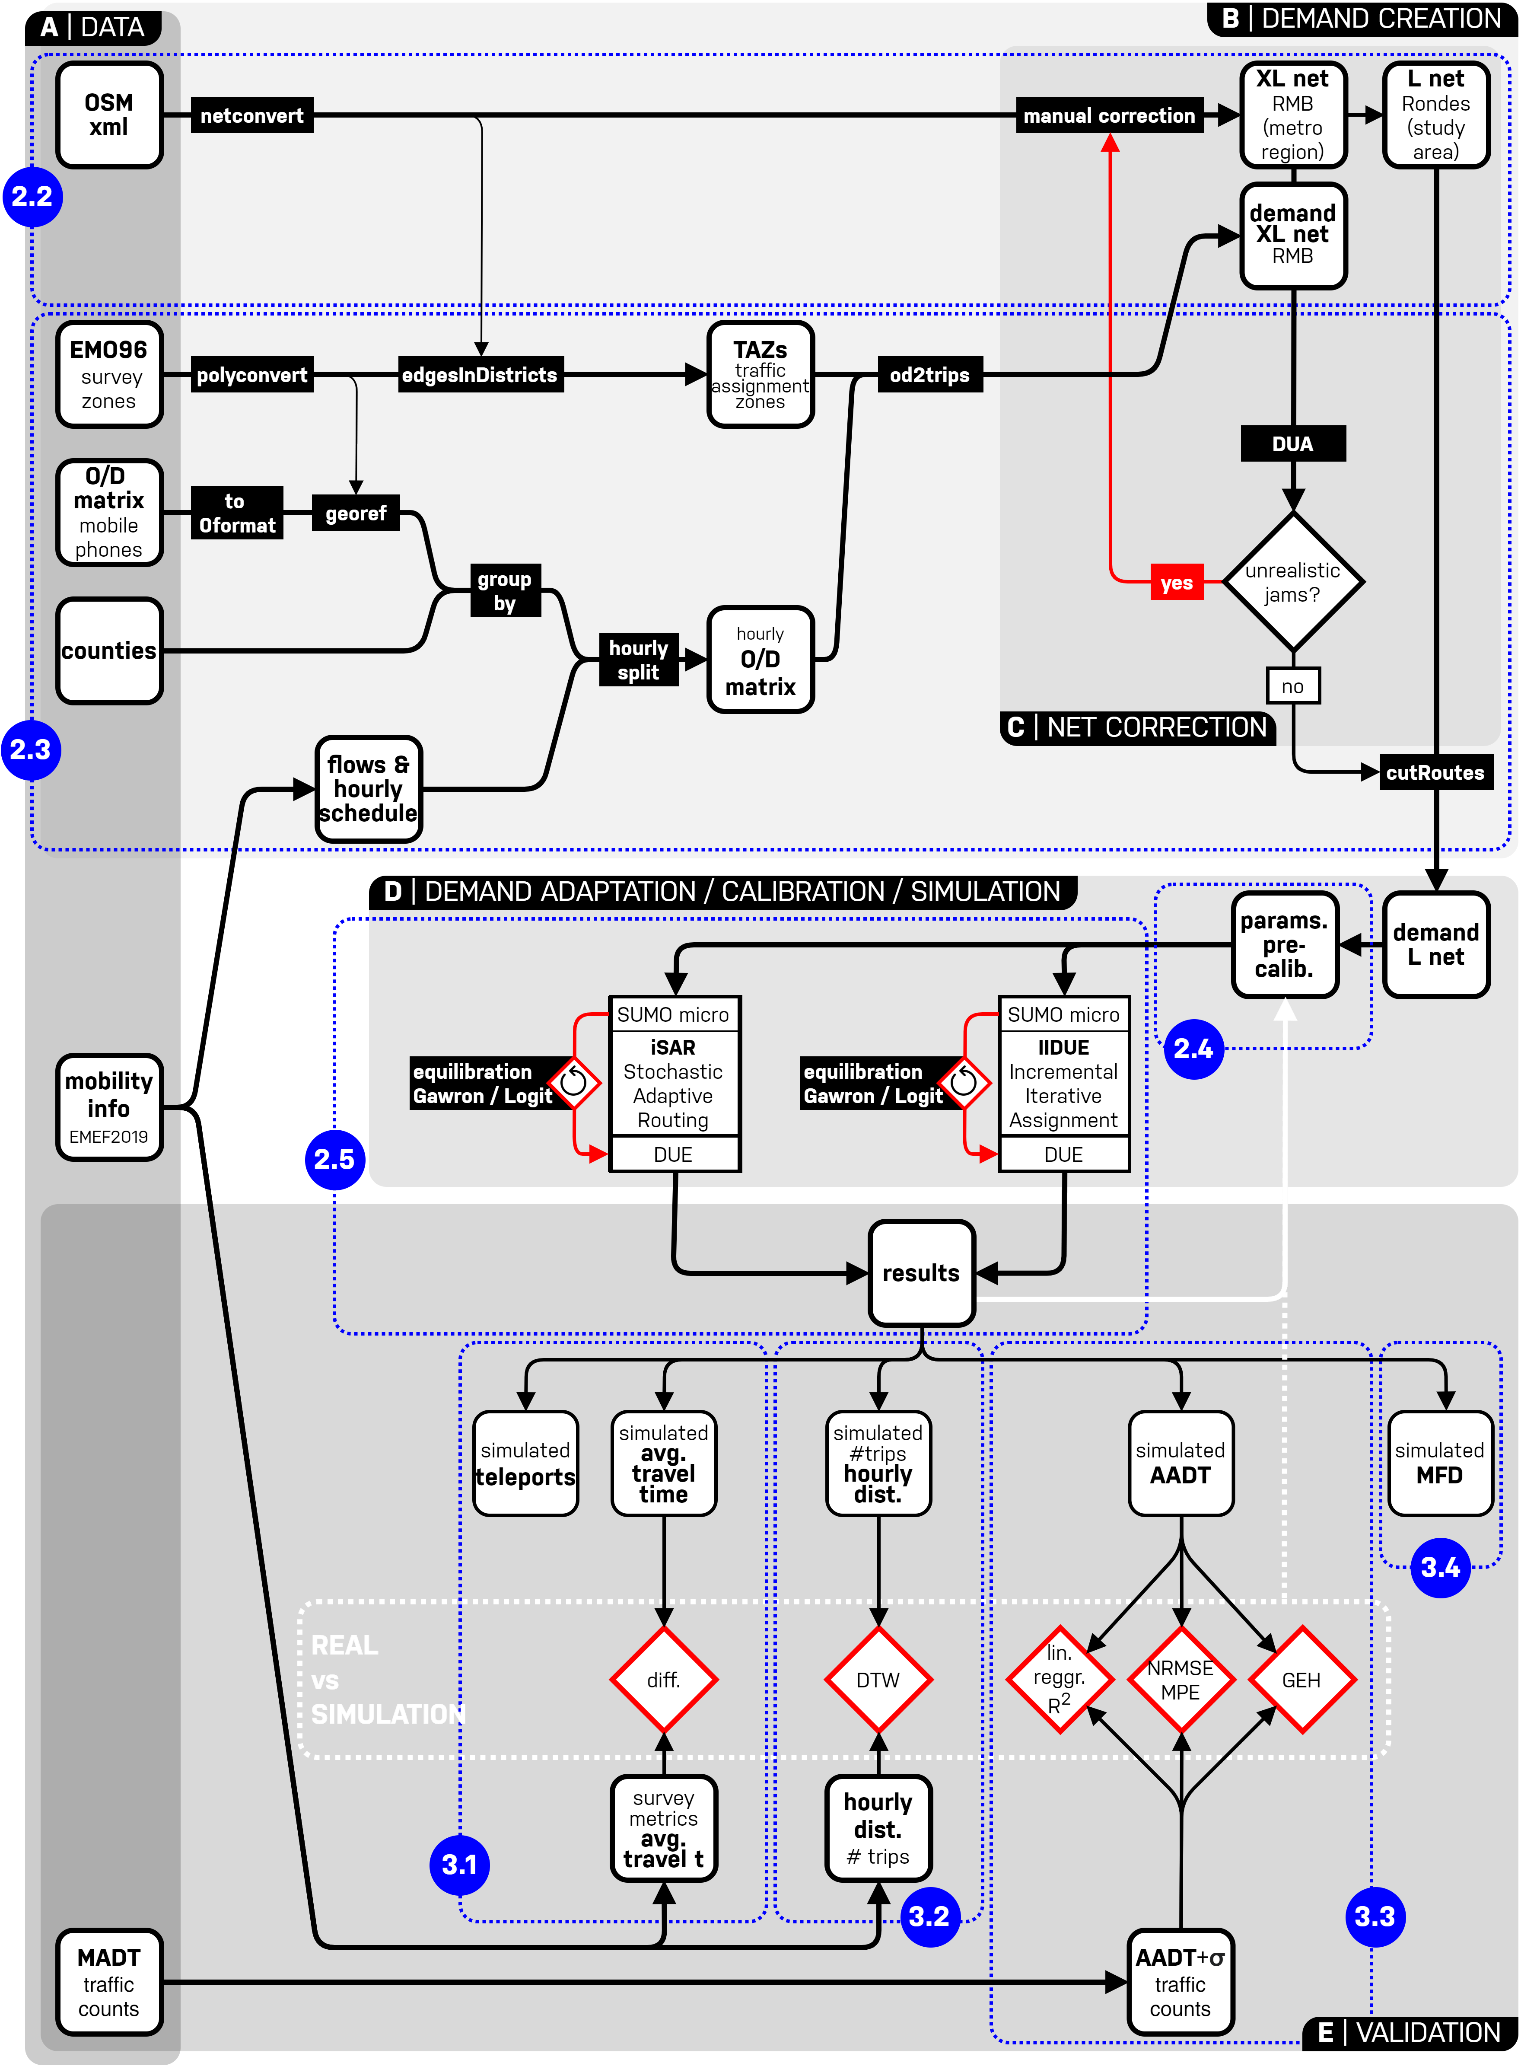 A | DATA
B | DEMAND CREATION
OSM
xml
netconvert
manual correction
XL net
RMB
(metro
region)
L net
Rondes
(study
area)
2.2
demand
XL net
RMB
EMO96
survey
zones
polyconvert
edgesInDistricts
TAZs
traffic
assignment
zones
od2trips
DUA
O/D
matrix
mobile
phones
to
Oformat
georef
group
by
yes
unrealistic
jams?
counties
hourly
split
hourly
O/D
matrix
no
C | NET CORRECTION
2.3
flows &
hourly
schedule
cutRoutes
D | DEMAND ADAPTATION / CALIBRATION / SIMULATION
params.
pre-
calib.
demand
L net
2.4
SUMO micro
iSAR
Stochastic
Adaptive
Routing
DUE
equilibration
Gawron / Logit
SUMO micro
IIDUE
Incremental
Iterative
Assignment
DUE
equilibration
Gawron / Logit
mobility
info
EMEF2019
2.5
results
simulated
teleports
simulated
avg.
travel
time
simulated
#trips
hourly
dist.
simulated
AADT
simulated
MFD
3.4
REAL
vs
SIMULATION
diff.
DTW
lin.
reggr.
R²
NRMSE
MPE
GEH
survey
metrics
avg.
travel t
hourly
dist.
# trips
3.1
3.2
3.3
MADT
traffic
counts
AADT+σ
traffic
counts
E | VALIDATION